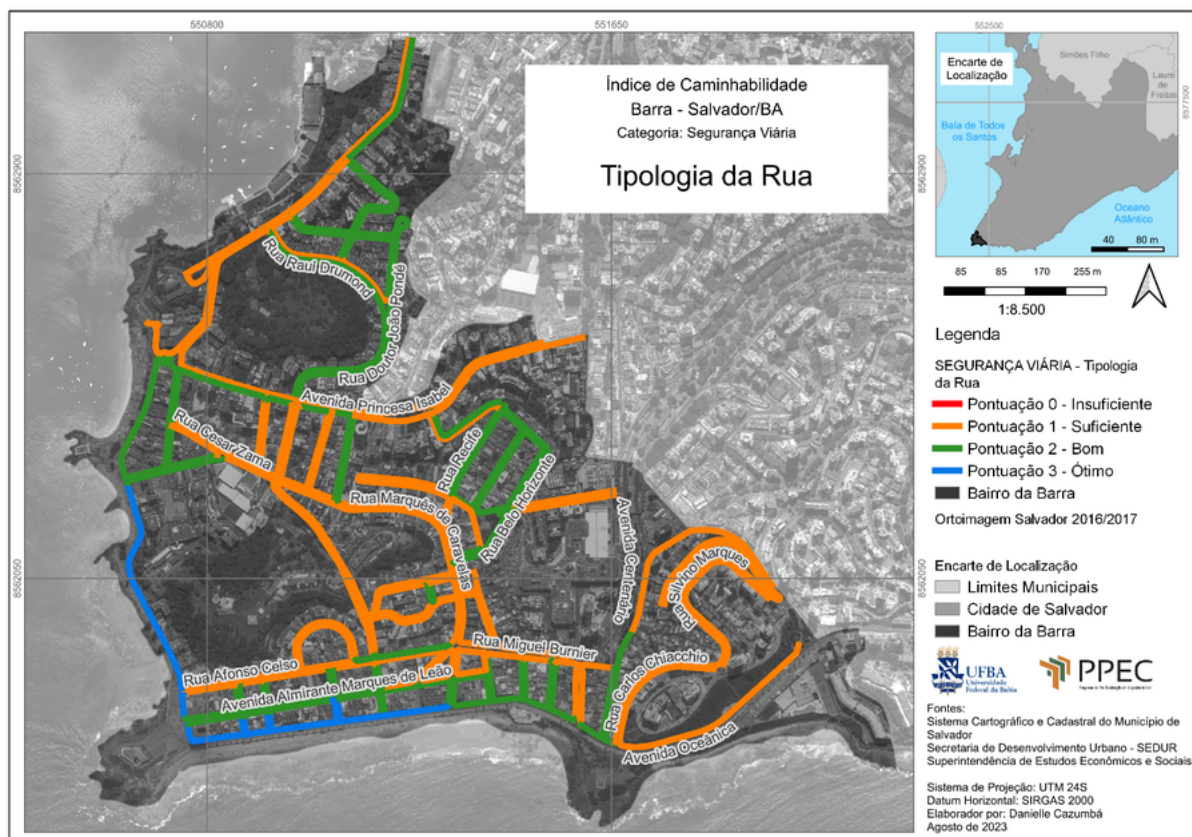 550800
551650
552500
8562900
8562050
8562900
8562050
8577500
Índice de Caminhabilidade
Barra - Salvador/BA
Categoria: Segurança Viária
Tipologia da Rua
Rua Raul Drumond
Rua Doutor João Pondé
Avenida Princesa Isabel
Rua Cesar Zama
Rua Recife
Rua Belo Horizonte
Rua Marquês de Caravelas
Avenida Centenário
Rua Silvino Marques
Rua Miguel Burnier
Rua Afonso Celso
Avenida Almirante Marques de Leão
Rua Carlos Chiacchio
Avenida Oceânica
Encarte de
Localização
Simões Filho
Lauro
de
Freitas
Baía de Todos
os Santos
Oceano
Atlântico
40 80 m
85 85 170 255 m
1:8.500
Legenda
SEGURANÇA VIÁRIA - Tipologia
da Rua
Pontuação 0 - Insuficiente
Pontuação 1 - Suficiente
Pontuação 2 - Bom
Pontuação 3 - Ótimo
Bairro da Barra
Ortoimagem Salvador 2016/2017
Encarte de Localização
Limites Municipais
Cidade de Salvador
Bairro da Barra
UFBA
Universidade
Federal da Bahia
PPEC
Fontes:
Sistema Cartográfico e Cadastral do Município de
Salvador
Secretaria de Desenvolvimento Urbano - SEDUR
Superintendência de Estudos Econômicos e Sociais
Sistema de Projeção: UTM 24S
Datum Horizontal: SIRGAS 2000
Elaborador por: Danielle Cazumbá
Agosto de 2023